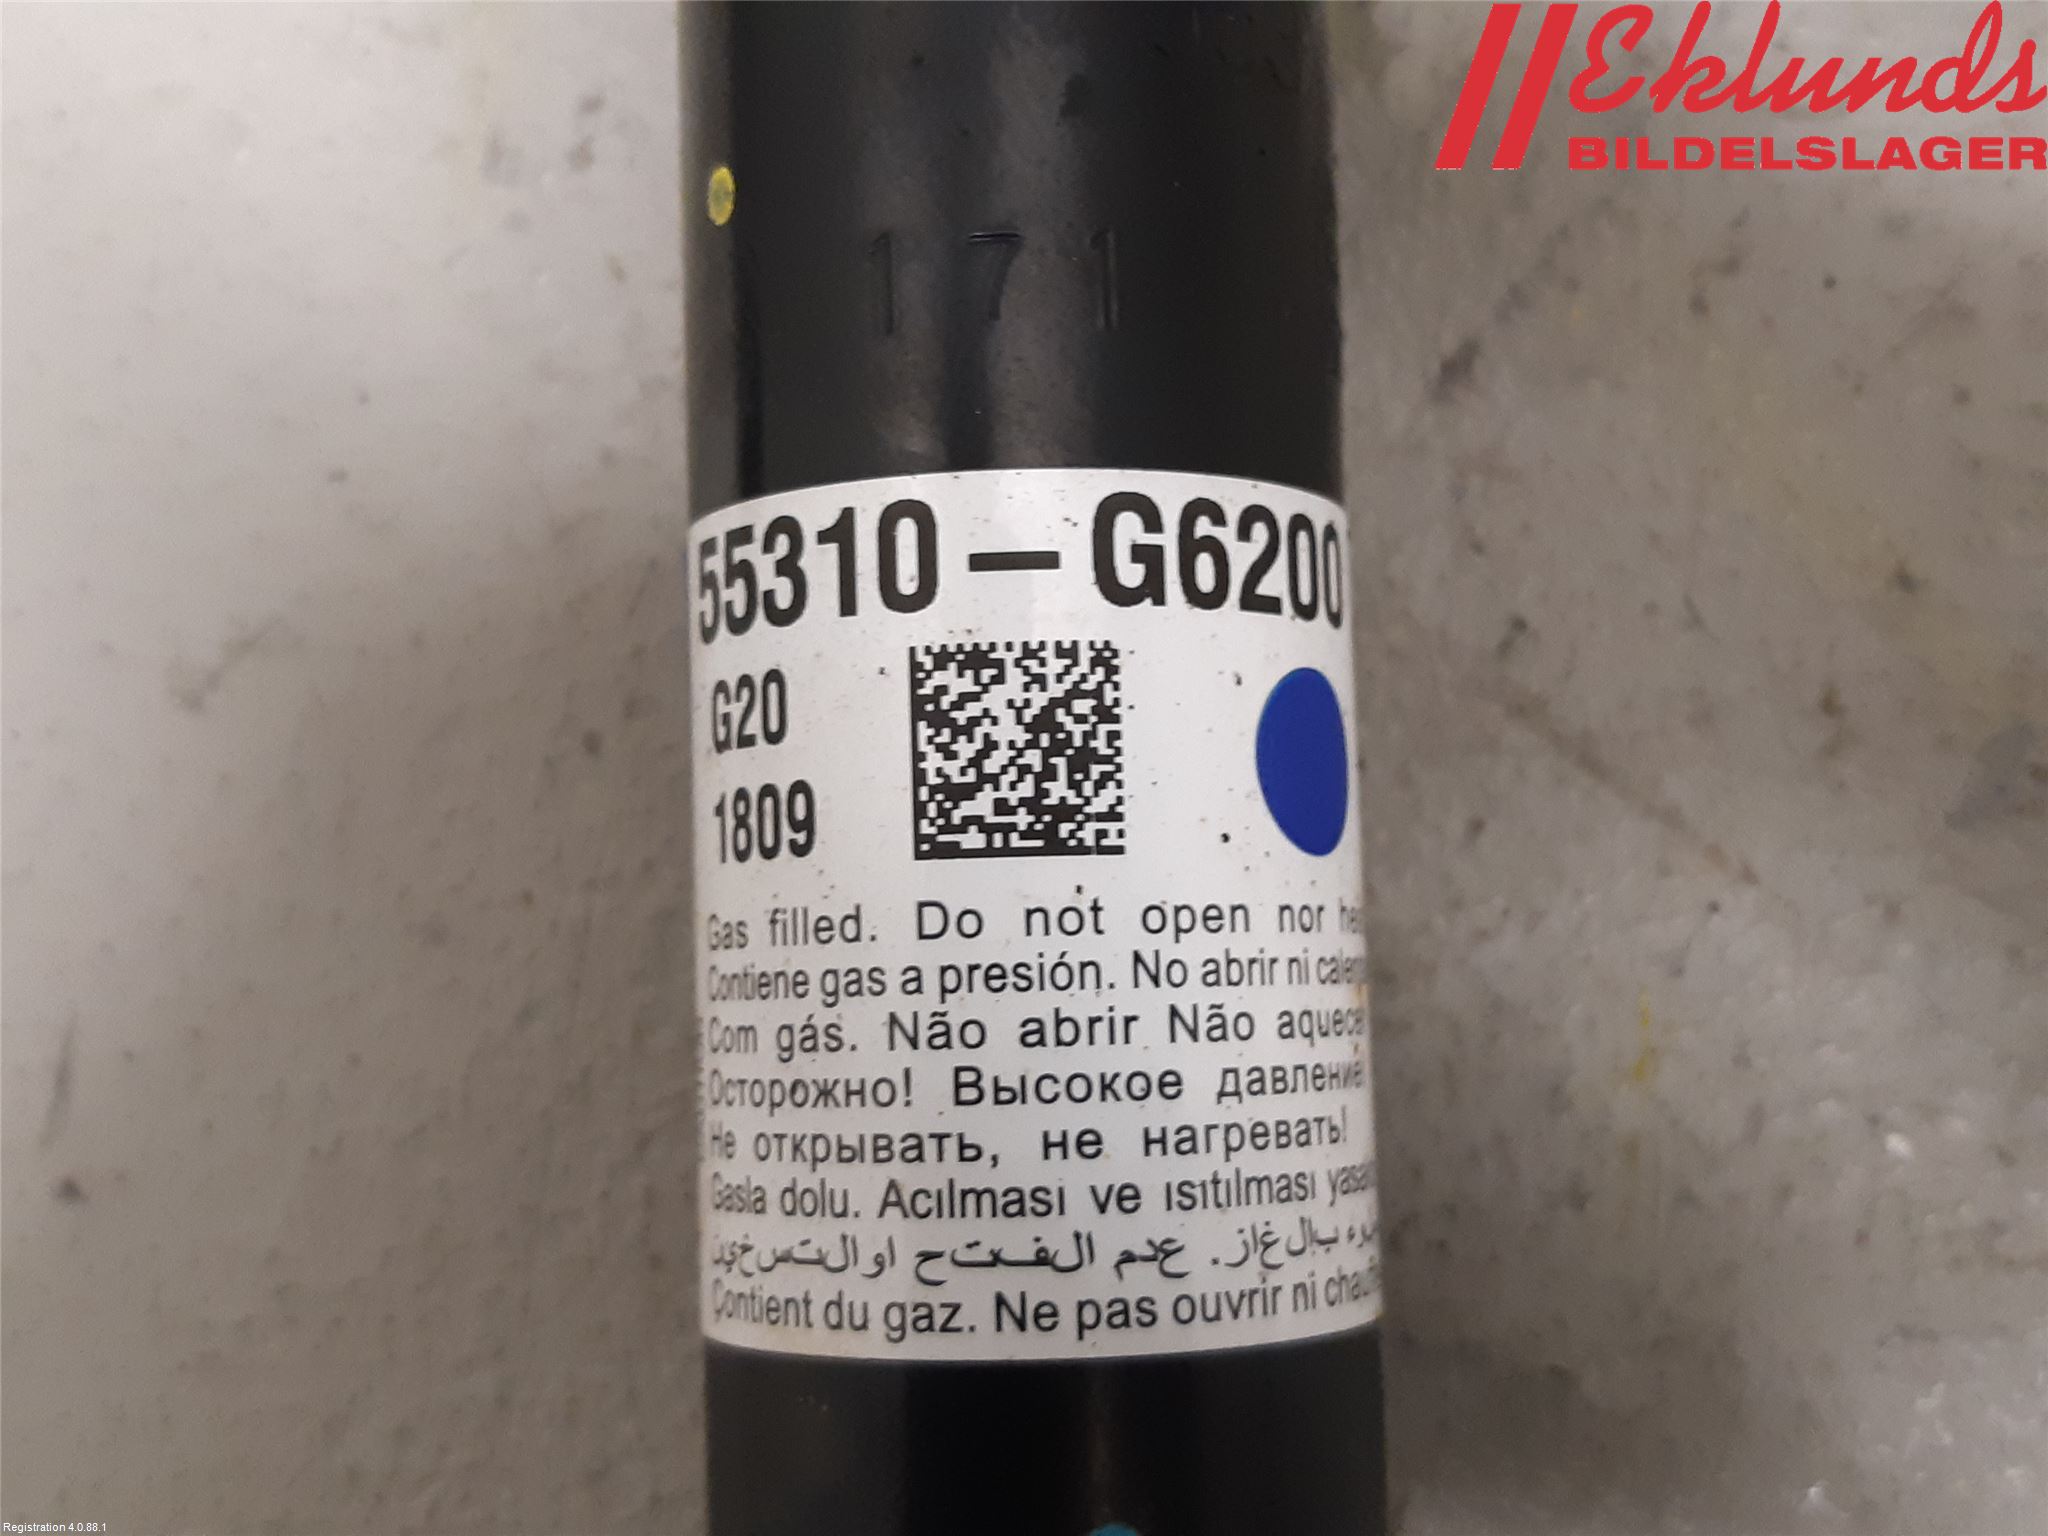 Eklunds
BILDELSLAGER
171
55310-G6200
G20
1809
Gas filled. Do not open nor
Contiene gas a presión. No abrir ni
Com gás. Não abrir Não
Осторожно! Высокое
Не открывать, не нагревать!
Gasla dolu. Acılması ve ısıtılması
بالغاز. عدم الفتح او
Contient du gaz. Ne pas ouvrir ni
Registration 4.0.88.1